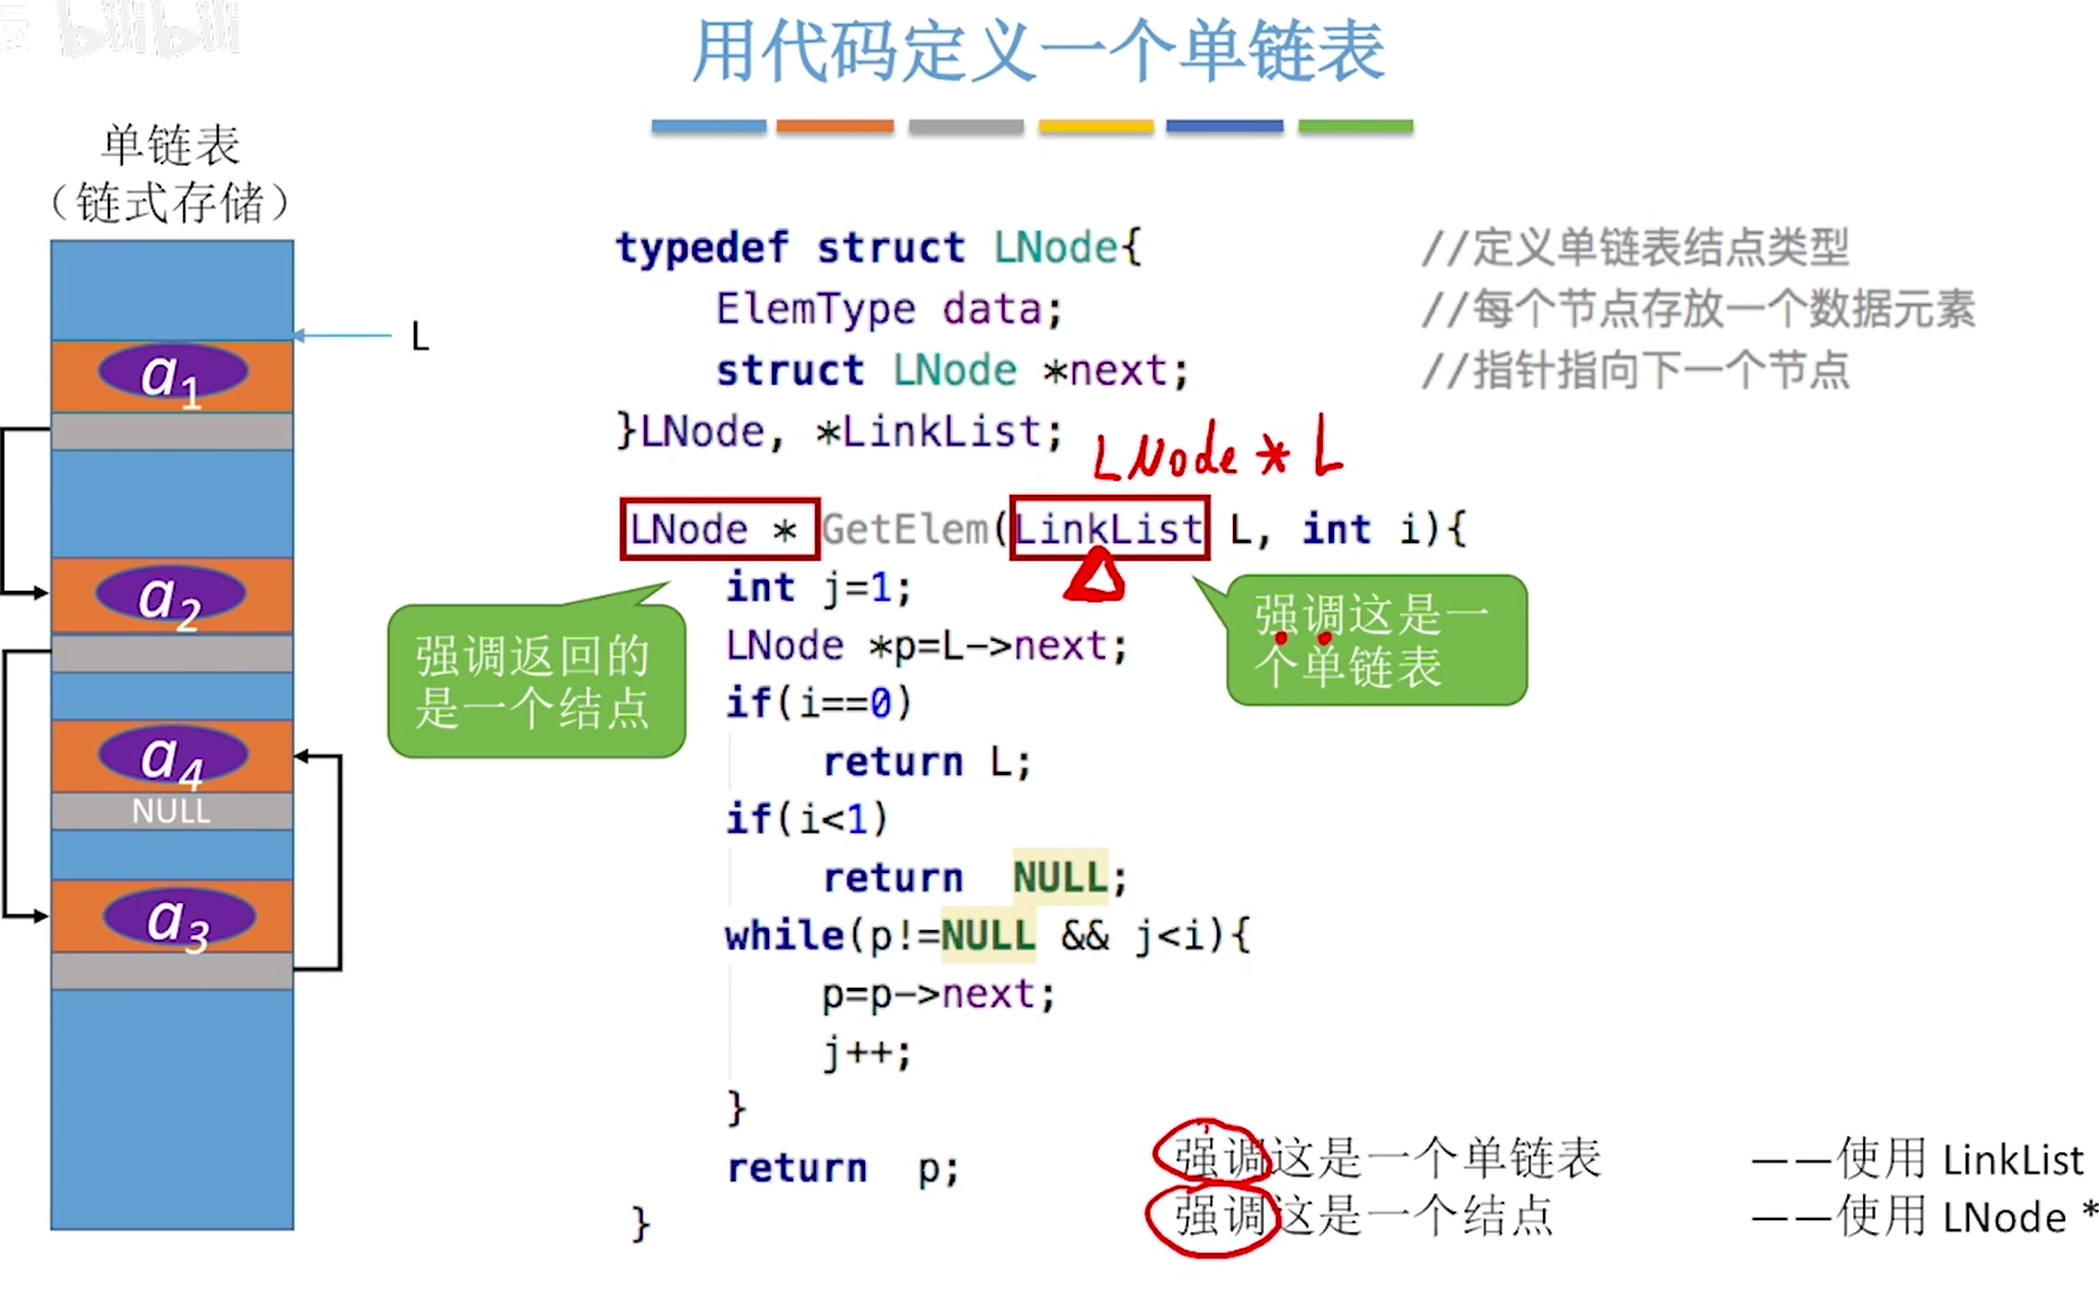 bilibili
用代码定义一个单链表
单链表
（链式存储）
L
a1
a2
a4
NULL
a3
typedef struct LNode{ //定义单链表结点类型
ElemType data; //每个节点存放一个数据元素
struct LNode *next; //指针指向下一个节点
}LNode, *LinkList;
LNode * L
LNode * GetElem(LinkList L, int i){
int j=1;
LNode *p=L->next;
if(i==0)
return L;
if(i<1)
return NULL;
while(p!=NULL && j<i){
p=p->next;
j++;
}
return p;
}
强调返回的
是一个结点
强调这是一
个单链表
强调这是一个单链表 ——使用 LinkList
强调这是一个结点 ——使用 LNode *